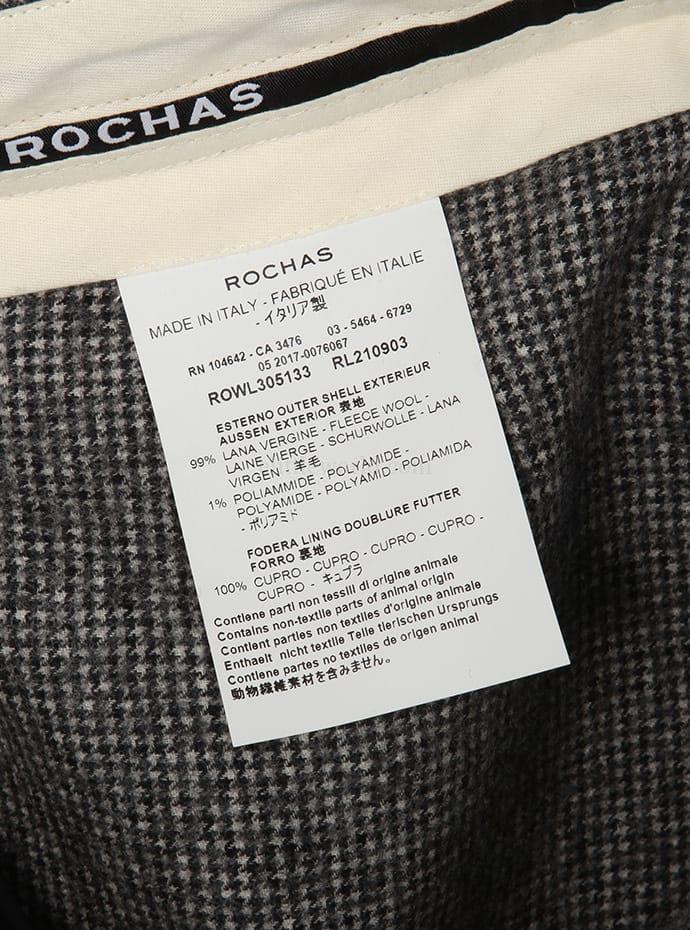 ROCHAS
ROCHAS
MADE IN ITALY - FABRIQUÉ EN ITALIE
- イタリア製
RN 104642 - CA 3476 03 - 5464 - 6729
05 2017-0076067
ROWL305133 RL210903
ESTERNO OUTER SHELL EXTERIEUR
AUSSEN EXTERIOR 表地
99% LANA VERGINE - FLEECE WOOL -
LAINE VIERGE - SCHURWOLLE - LANA
VIRGEN - 羊毛
1% POLIAMMIDE - POLYAMIDE -
POLYAMIDE - POLYAMID - POLIAMIDA
- ポリアミド
FODERA LINING DOUBLURE FUTTER
FORRO 裏地
100% CUPRO - CUPRO - CUPRO - CUPRO -
CUPRO - キュプラ
Contiene parti non tessili di origine animale
Contains non-textile parts of animal origin
Contient parties non textiles d'origine animale
Enthaelt nicht textile Teile tierischen Ursprungs
Contiene partes no textiles de origen animal
動物繊維素材を含みません。